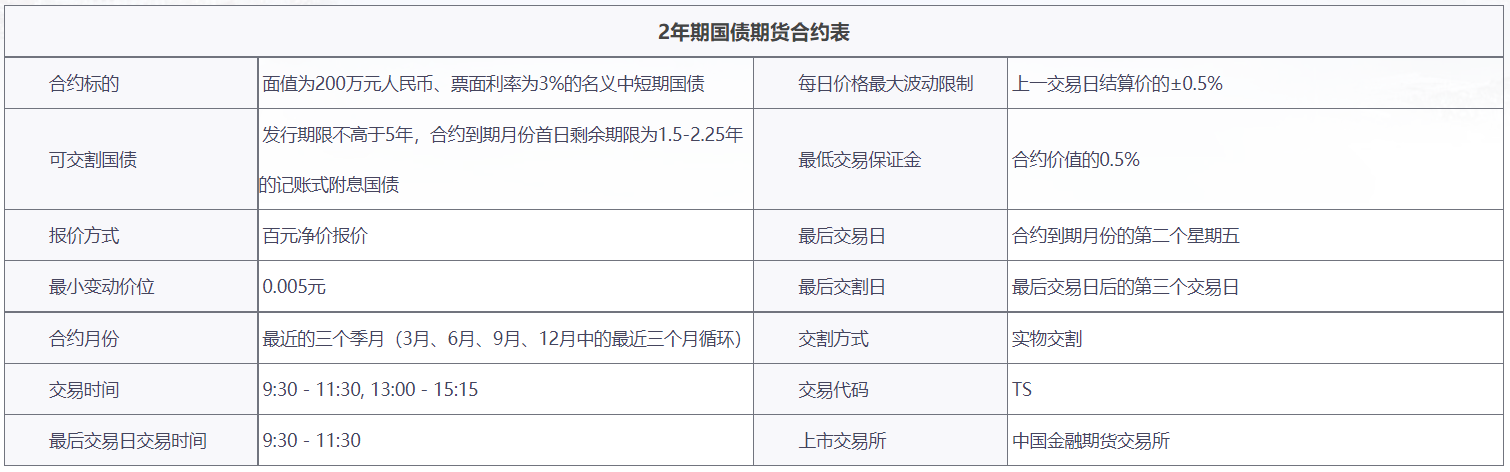 2年期国债期货合约表
合约标的
面值为200万元人民币、票面利率为3%的名义中短期国债
每日价格最大波动限制
上一交易日结算价的±0.5%
可交割国债
发行期限不高于5年，合约到期月份首日剩余期限为1.5-2.25年
的记账式附息国债
最低交易保证金
合约价值的0.5%
报价方式
百元净价报价
最后交易日
合约到期月份的第二个星期五
最小变动价位
0.005元
最后交割日
最后交易日后的第三个交易日
合约月份
最近的三个季月（3月、6月、9月、12月中的最近三个月循环）
交割方式
实物交割
交易时间
9:30 - 11:30, 13:00 - 15:15
交易代码
TS
最后交易日交易时间
9:30 - 11:30
上市交易所
中国金融期货交易所